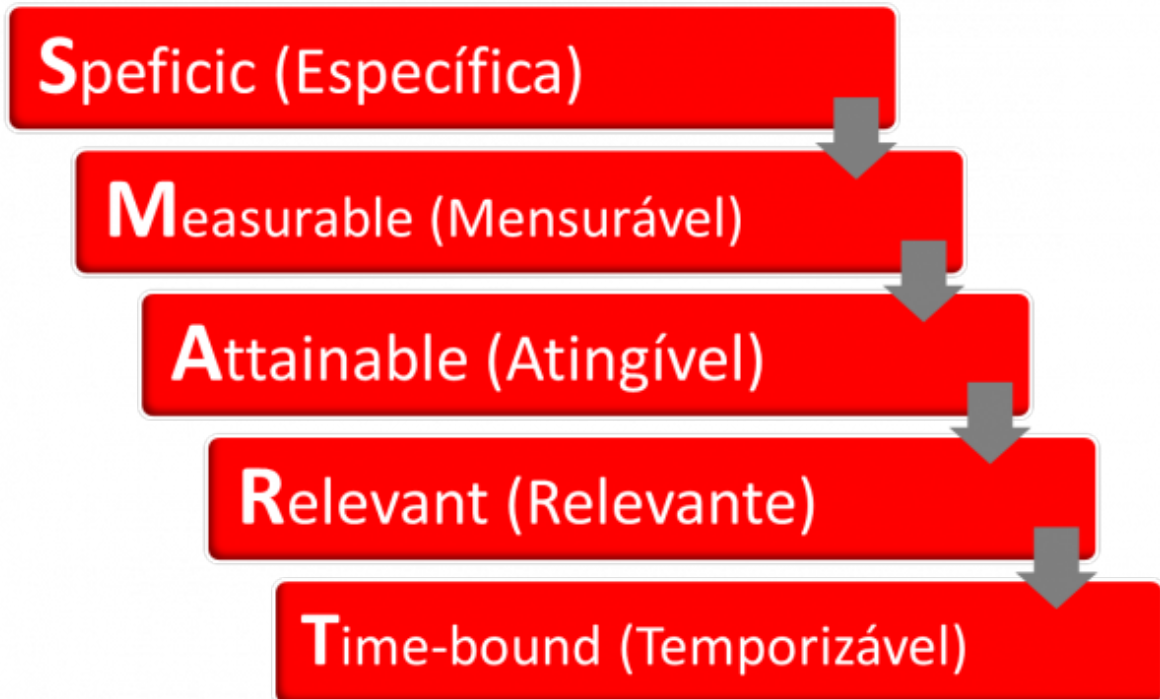 Speficic (Específica)
Measurable (Mensurável)
Attainable (Atingível)
Relevant (Relevante)
Time-bound (Temporizável)